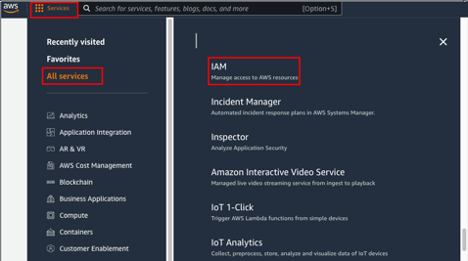 aws
Services
Search for services, features, blogs, docs, and more
[Option+S]
Recently visited
Favorites
All services
Analytics
Application Integration
AR & VR
AWS Cost Management
Blockchain
Business Applications
Compute
Containers
Customer Enablement
IAM
Manage access to AWS resources
Incident Manager
Automated incident response plans in AWS Systems Manager.
Inspector
Analyze Application Security
Amazon Interactive Video Service
Managed live video streaming service from ingest to playback
IoT 1-Click
Trigger AWS Lambda functions from simple devices
IoT Analytics
Collect, preprocess, store, analyze and visualize data of IoT devices